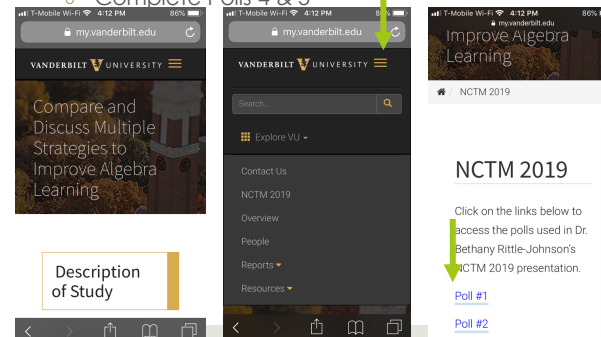 Complete Polls 4 & 5
T-Mobile Wi-Fi 4:12 PM 86%
my.vanderbilt.edu
VANDERBILT V UNIVERSITY
Compare and
Discuss Multiple
Strategies to
Improve Algebra
Learning
Description
of Study
T-Mobile Wi-Fi 4:12 PM
my.vanderbilt.edu
VANDERBILT V UNIVERSITY
Search..
Explore VU
Contact Us
NCTM 2019
Overview
People
Reports
Resources
T-Mobile Wi-Fi 4:12 PM 86%
my.vanderbilt.edu
Improve Algebra
Learning
/ NCTM 2019
NCTM 2019
Click on the links below to
access the polls used in Dr.
Bethany Rittle-Johnson's
NCTM 2019 presentation.
Poll #1
Poll #2